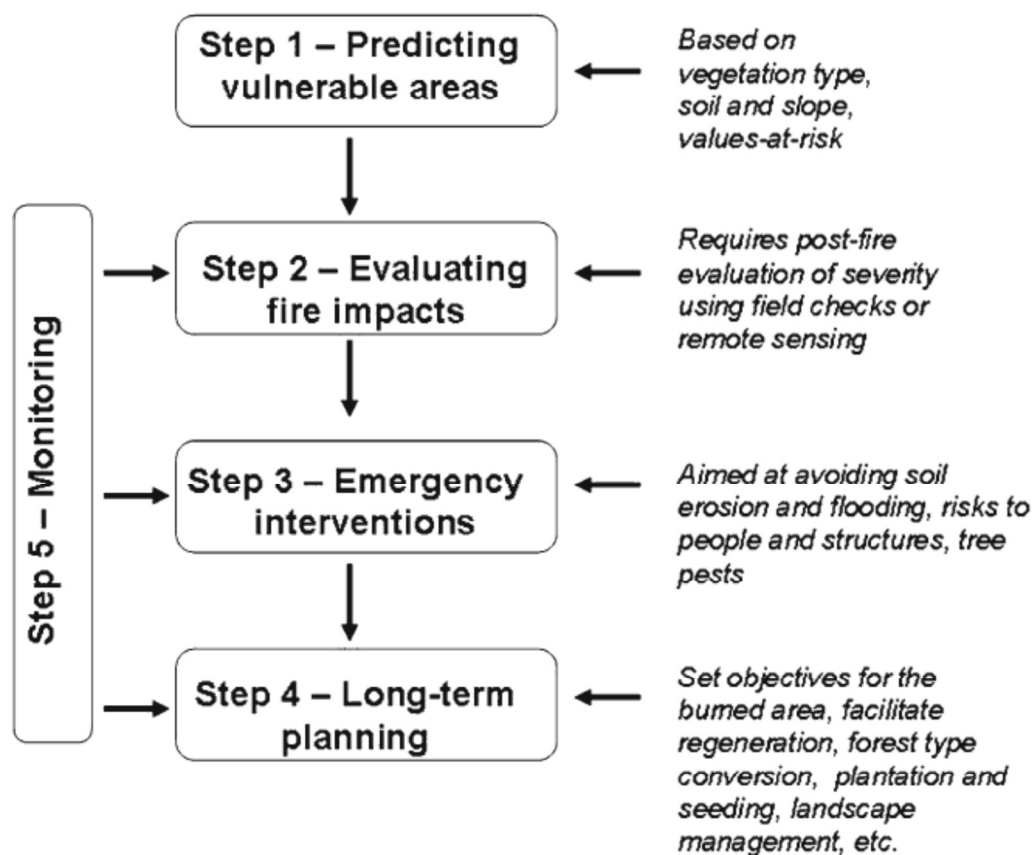 Step 1 – Predicting
vulnerable areas
Based on
vegetation type,
soil and slope,
values-at-risk
Step 5 – Monitoring
Step 2 – Evaluating
fire impacts
Requires post-fire
evaluation of severity
using field checks or
remote sensing
Step 3 – Emergency
interventions
Aimed at avoiding soil
erosion and flooding, risks to
people and structures, tree
pests
Step 4 – Long-term
planning
Set objectives for the
burned area, facilitate
regeneration, forest type
conversion, plantation and
seeding, landscape
management, etc.